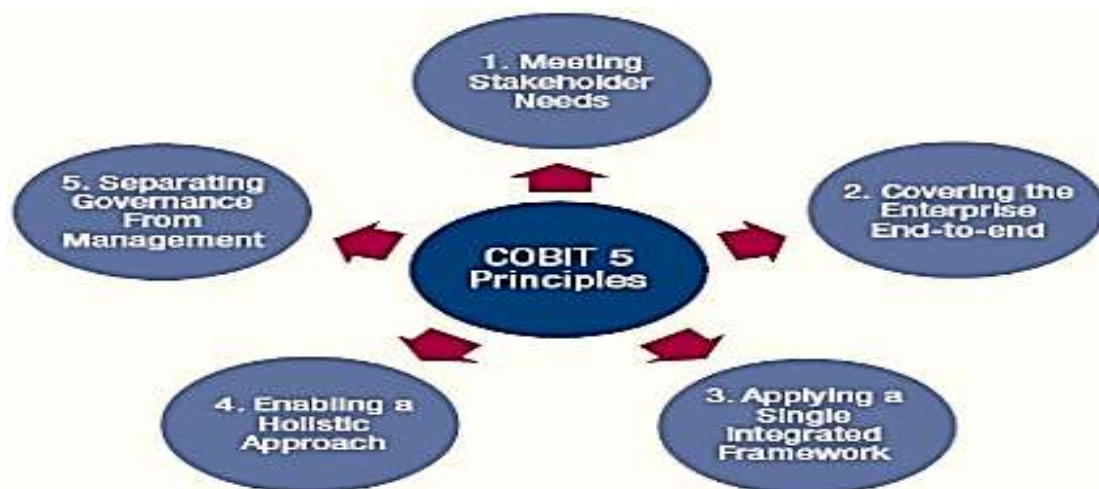 1. Meeting
Stakeholder
Needs
5. Separating
Governance
From
Management
2. Covering the
Enterprise
End-to-end
COBIT 5
Principles
4. Enabling a
Holistic
Approach
3. Applying a
Single
Integrated
Framework